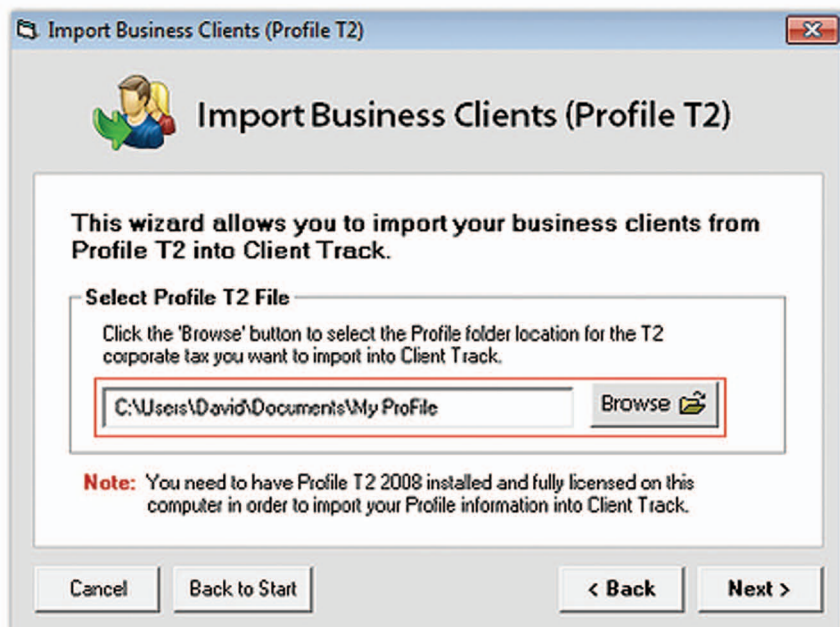 Import Business Clients (Profile T2)
Import Business Clients (Profile T2)
This wizard allows you to import your business clients from
Profile T2 into Client Track.
Select Profile T2 File
Click the 'Browse' button to select the Profile folder location for the T2
corporate tax you want to import into Client Track.
C:\Users\David\Documents\My ProFile
Browse
Note: You need to have Profile T2 2008 installed and fully licensed on this
computer in order to import your Profile information into Client Track.
Cancel
Back to Start
< Back
Next >